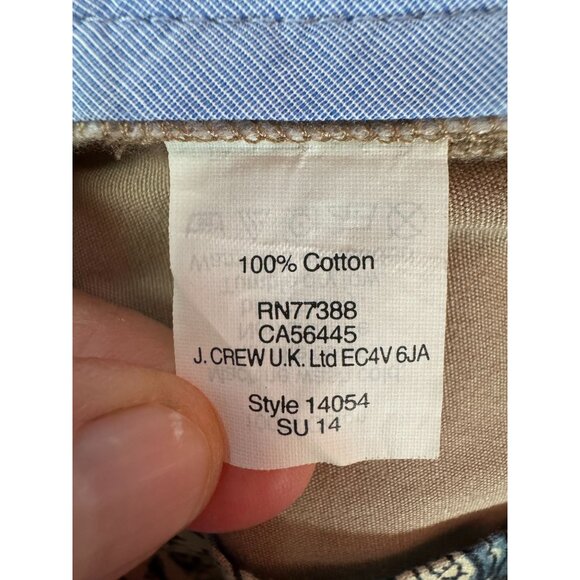 100% Cotton
RN77388
CA56445
J. CREW U.K. Ltd EC4V 6JA
Style 14054
SU 14